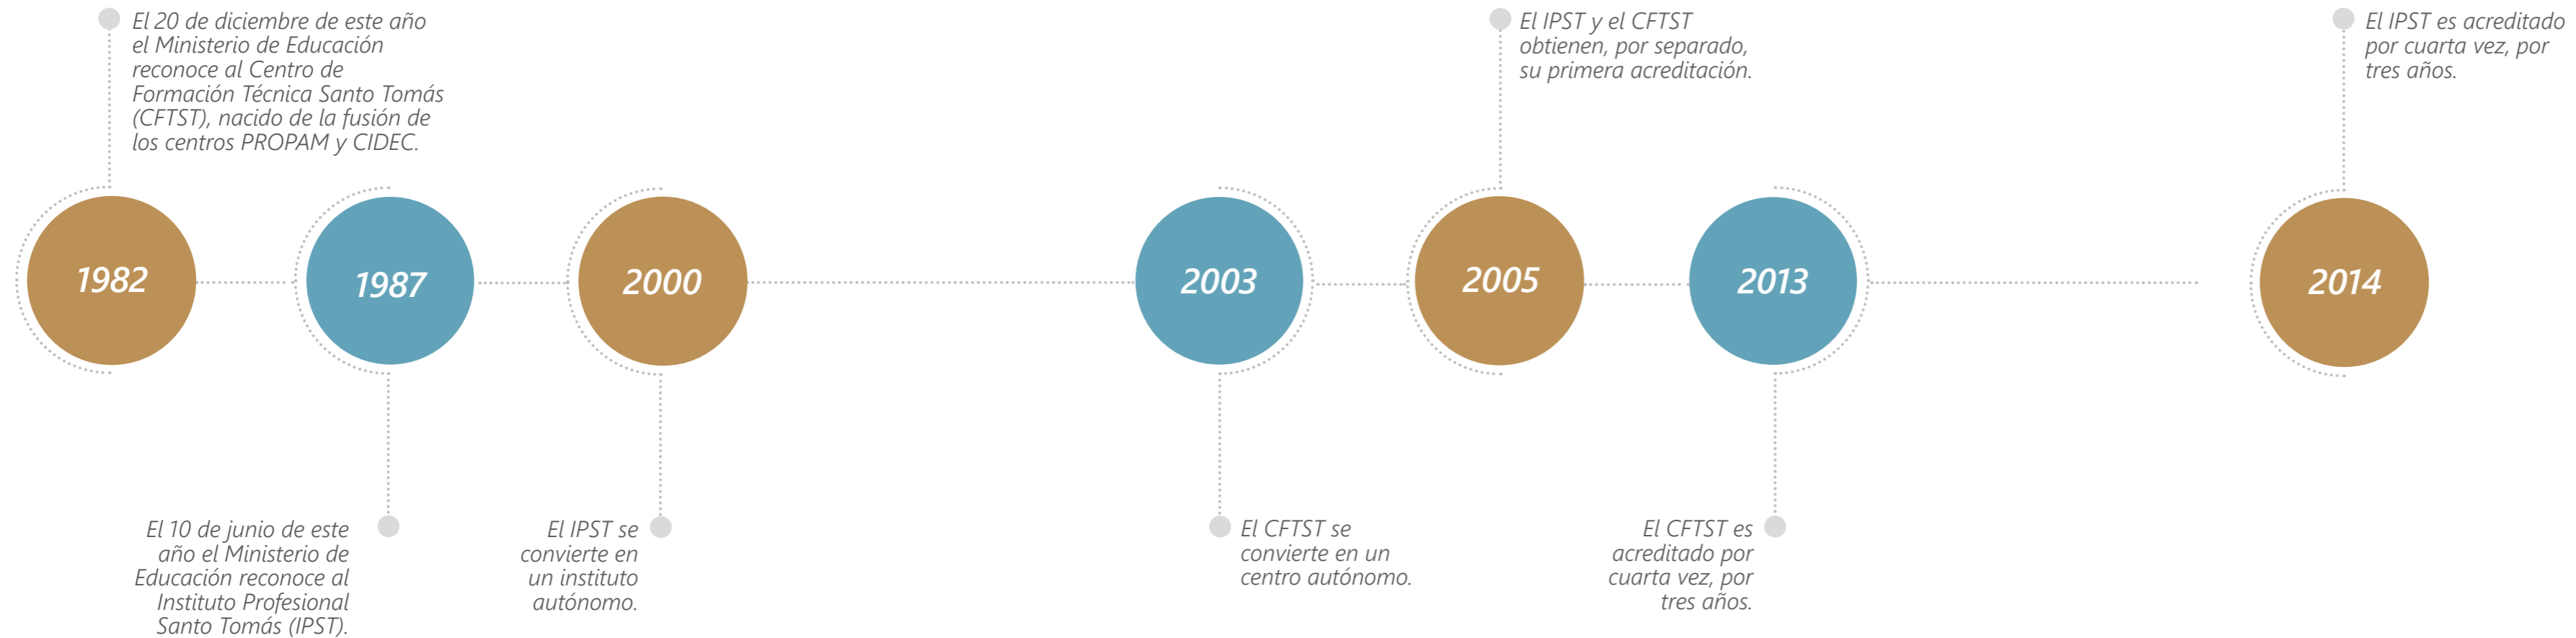 El 20 de diciembre de este año
el Ministerio de Educación
reconoce al Centro de
Formación Técnica Santo Tomás
(CFTST), nacido de la fusión de
los centros PROPAM y CIDEC.
El IPST y el CFTST
obtienen, por separado,
su primera acreditación.
El IPST es acreditado
por cuarta vez, por
tres años.
1982
1987
2000
2003
2005
2013
2014
El 10 de junio de este
año el Ministerio de
Educación reconoce al
Instituto Profesional
Santo Tomás (IPST).
El IPST se
convierte en
un instituto
autónomo.
El CFTST se
convierte en un
centro autónomo.
El CFTST es
acreditado por
cuarta vez, por
tres años.